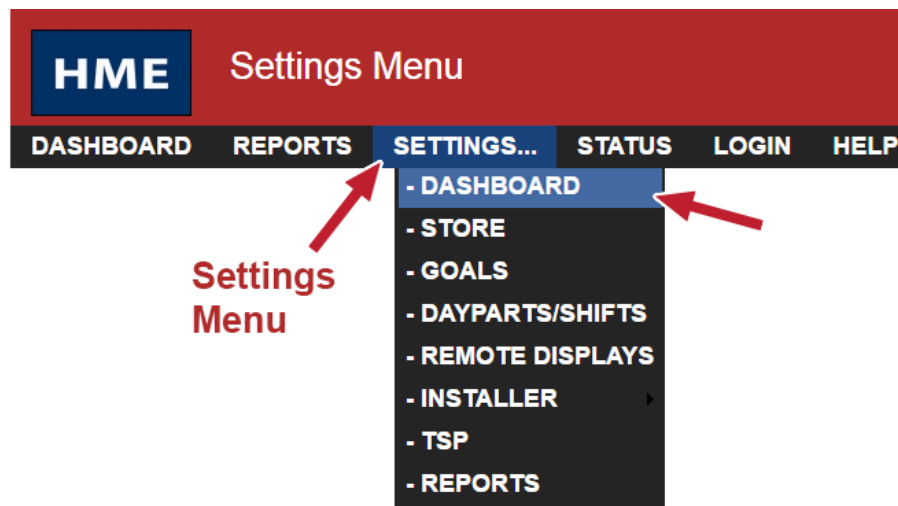 HME Settings Menu
DASHBOARD REPORTS SETTINGS... STATUS LOGIN HELP
- DASHBOARD
- STORE
- GOALS
- DAYPARTS/SHIFTS
- REMOTE DISPLAYS
- INSTALLER
- TSP
- REPORTS
Settings
Menu